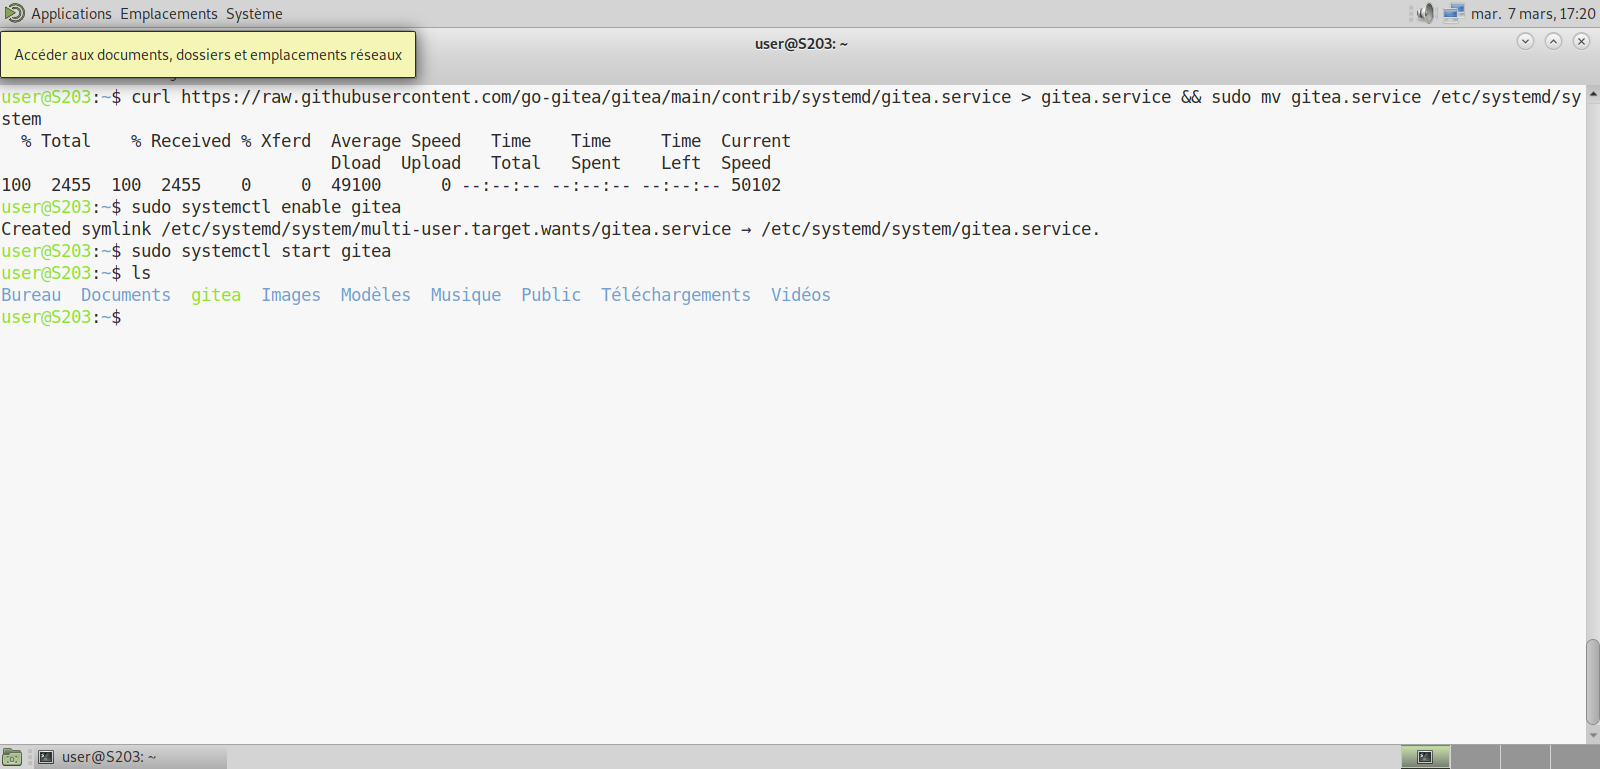 Applications Emplacements Système mar. 7 mars, 17:20
Accéder aux documents, dossiers et emplacements réseaux
user@S203: ~
user@S203:~$ curl https://raw.githubusercontent.com/go-gitea/gitea/main/contrib/systemd/gitea.service > gitea.service && sudo mv gitea.service /etc/systemd/sy
stem
  % Total    % Received % Xferd  Average Speed   Time    Time     Time  Current
                                 Dload  Upload   Total   Spent    Left  Speed
100  2455  100  2455    0     0  49100      0 --:--:-- --:--:-- --:--:-- 50102
user@S203:~$ sudo systemctl enable gitea
Created symlink /etc/systemd/system/multi-user.target.wants/gitea.service → /etc/systemd/system/gitea.service.
user@S203:~$ sudo systemctl start gitea
user@S203:~$ ls
Bureau  Documents  gitea  Images  Modèles  Musique  Public  Téléchargements  Vidéos
user@S203:~$
user@S203: ~